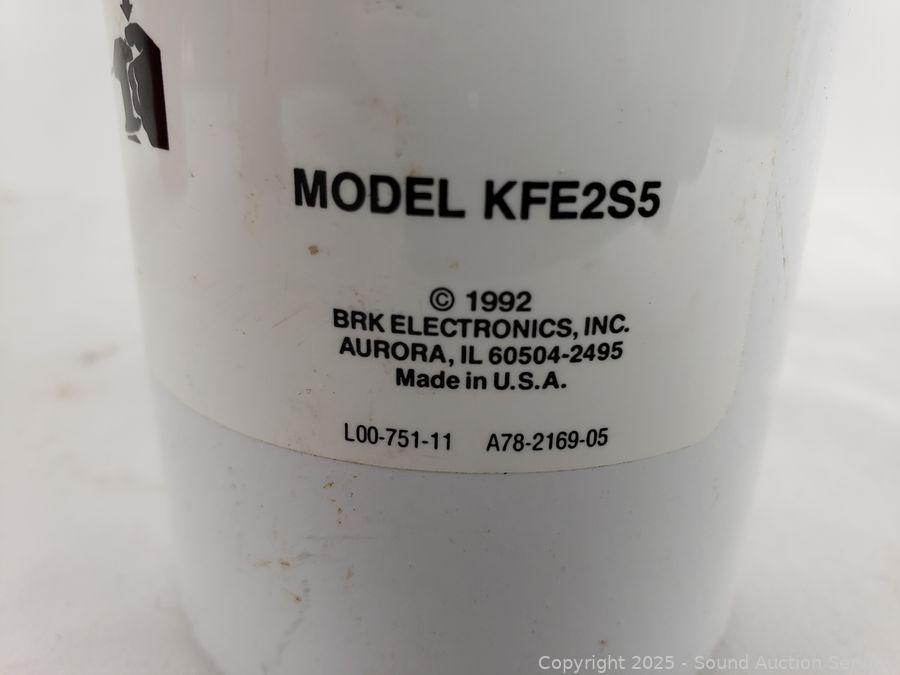 MODEL KFE2S5
© 1992
BRK ELECTRONICS, INC.
AURORA, IL 60504-2495
Made in U.S.A.
L00-751-11 A78-2169-05
Copyright 2025 - Sound Auction Service